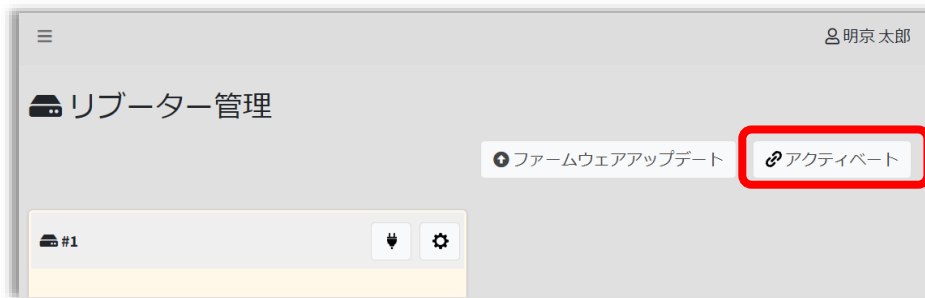 明京 太郎
リブーター管理
ファームウェアアップデート
アクティベート
#1